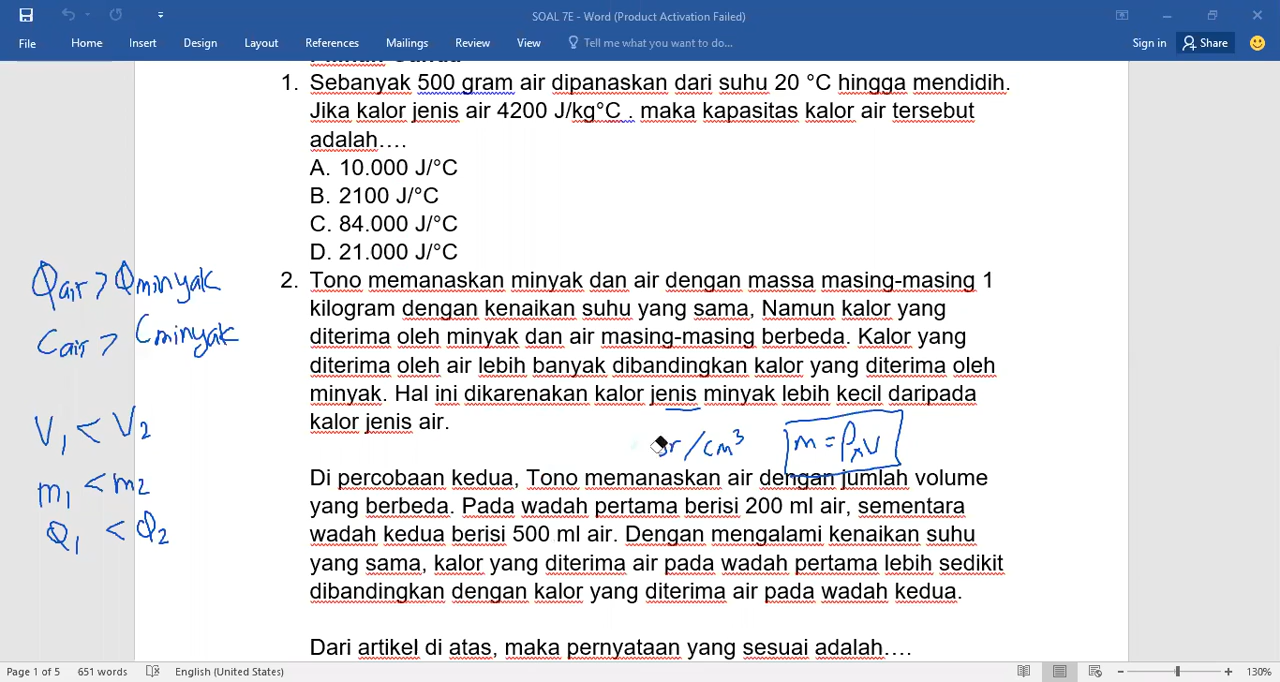 SOAL 7E - Word (Product Activation Failed)
File Home Insert Design Layout References Mailings Review View Tell me what you want to do... Sign in Share
1. Sebanyak 500 gram air dipanaskan dari suhu 20 °C hingga mendidih.
Jika kalor jenis air 4200 J/kg°C . maka kapasitas kalor air tersebut
adalah....
A. 10.000 J/°C
B. 2100 J/°C
C. 84.000 J/°C
D. 21.000 J/°C
2. Tono memanaskan minyak dan air dengan massa masing-masing 1
kilogram dengan kenaikan suhu yang sama, Namun kalor yang
diterima oleh minyak dan air masing-masing berbeda. Kalor yang
diterima oleh air lebih banyak dibandingkan kalor yang diterima oleh
minyak. Hal ini dikarenakan kalor jenis minyak lebih kecil daripada
kalor jenis air.
Qair > Qminyak
Cair > Cminyak
V1 < V2
m1 < m2
Q1 < Q2
gr/cm³ m = ρ x V
Di percobaan kedua, Tono memanaskan air dengan jumlah volume
yang berbeda. Pada wadah pertama berisi 200 ml air, sementara
wadah kedua berisi 500 ml air. Dengan mengalami kenaikan suhu
yang sama, kalor yang diterima air pada wadah pertama lebih sedikit
dibandingkan dengan kalor yang diterima air pada wadah kedua.
Dari artikel di atas, maka pernyataan yang sesuai adalah....
Page 1 of 5 651 words English (United States) 130%